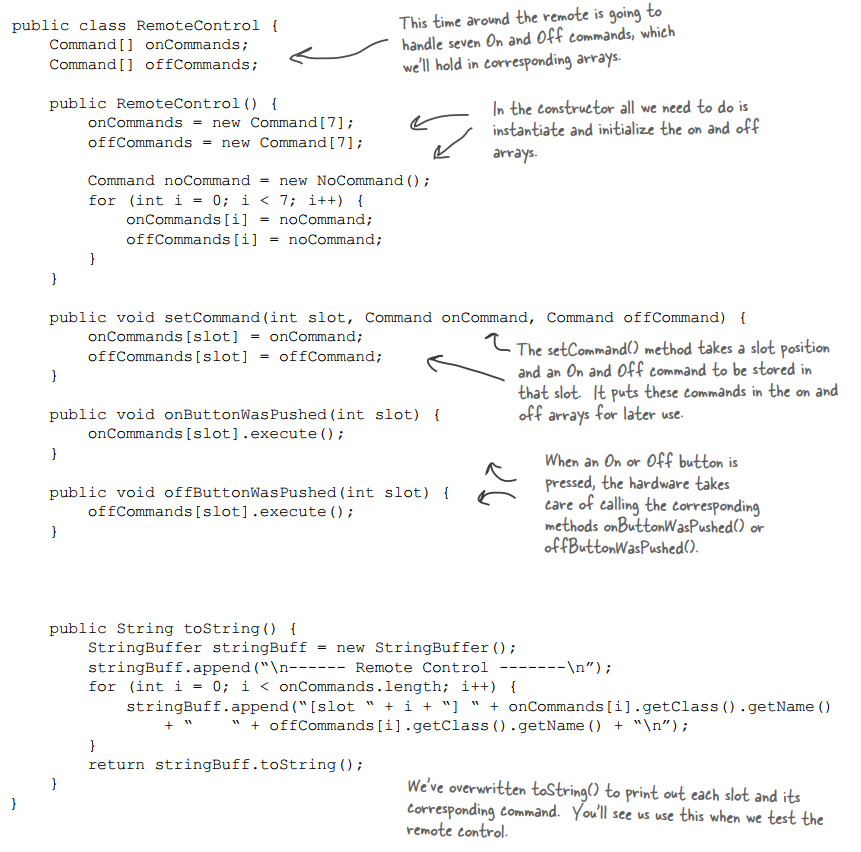 public class RemoteControl {
Command[] onCommands;
Command[] offCommands;
This time around the remote is going to
handle seven On and Off commands, which
we'll hold in corresponding arrays.
public RemoteControl() {
onCommands = new Command[7];
offCommands = new Command[7];
In the constructor all we need to do is
instantiate and initialize the on and off
arrays.
Command noCommand = new NoCommand();
for (int i = 0; i < 7; i++) {
onCommands[i] = noCommand;
offCommands[i] = noCommand;
}
}
public void setCommand(int slot, Command onCommand, Command offCommand) {
onCommands[slot] = onCommand;
offCommands[slot] = offCommand;
}
The setCommand() method takes a slot position
and an On and Off command to be stored in
that slot. It puts these commands in the on and
off arrays for later use.
public void onButtonWasPushed(int slot) {
onCommands[slot].execute();
}
public void offButtonWasPushed(int slot) {
offCommands[slot].execute();
}
When an On or Off button is
pressed, the hardware takes
care of calling the corresponding
methods onButtonWasPushed() or
offButtonWasPushed().
public String toString() {
StringBuffer stringBuff = new StringBuffer();
stringBuff.append(“\n------ Remote Control -------\n”);
for (int i = 0; i < onCommands.length; i++) {
stringBuff.append(“[slot “ + i + “] “ + onCommands[i].getClass().getName()
+ “    “ + offCommands[i].getClass().getName() + “\n”);
}
return stringBuff.toString();
}
}
We've overwritten toString() to print out each slot and its
corresponding command. You'll see us use this when we test the
remote control.